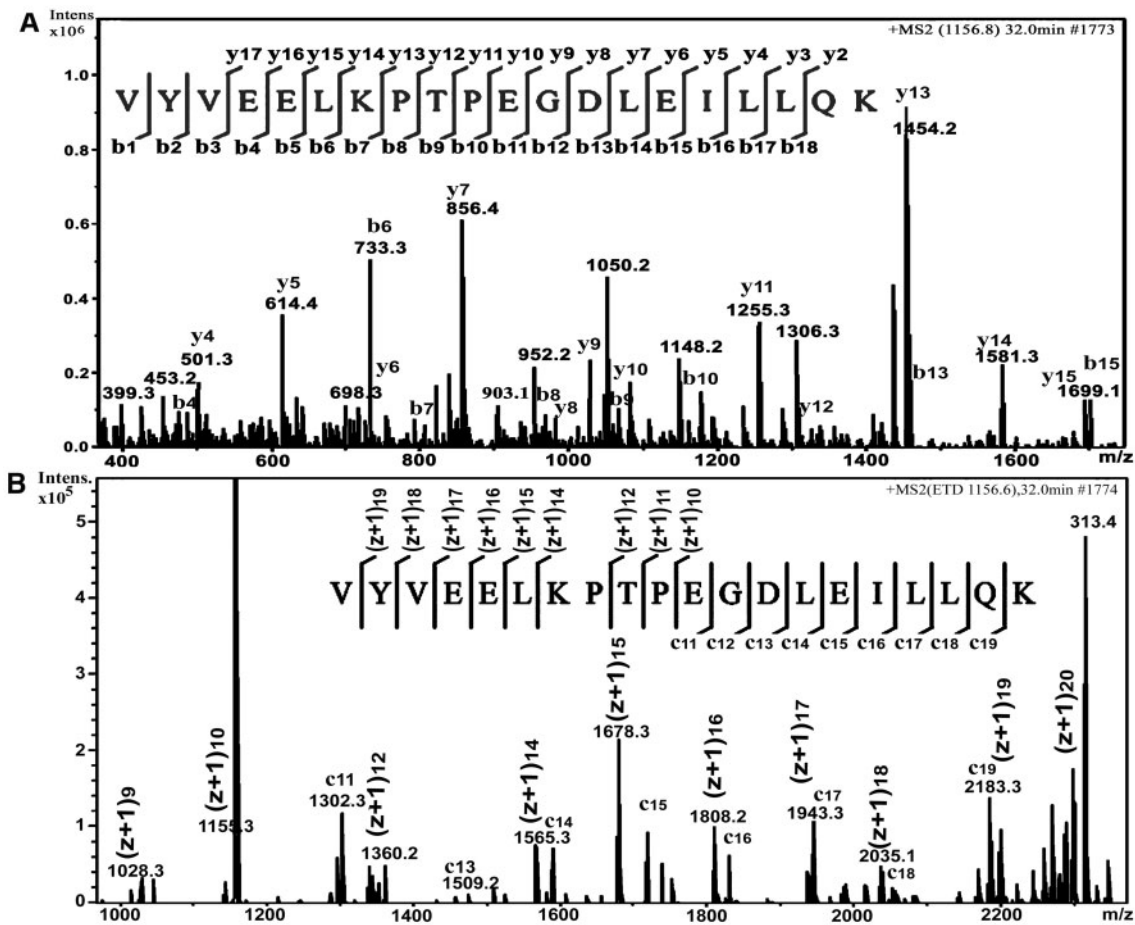 A
Intens.
x10⁶
+MS2 (1156.8) 32.0min #1773
y17 y16 y15 y14 y13 y12 y11 y10 y9 y8 y7 y6 y5 y4 y3 y2
V Y V E E L K P T P E G D L E I L L Q K
b1 b2 b3 b4 b5 b6 b7 b8 b9 b10 b11 b12 b13 b14 b15 b16 b17 b18
1.0
0.8
0.6
0.4
0.2
0.0
399.3
453.2
b4
y4
501.3
y5
614.4
698.3
b6
733.3
y6
b7
y7
856.4
903.1
952.2
b8
y8
y9
1050.2
b9
y10
1148.2
b10
y11
1255.3
1306.3
y12
y13
1454.2
b13
y14
1581.3
y15
1699.1
b15
400 600 800 1000 1200 1400 1600 m/z
B
Intens.
x10⁵
+MS2(ETD 1156.6),32.0min #1774
(z+1)19 (z+1)18 (z+1)17 (z+1)16 (z+1)15 (z+1)14 (z+1)12 (z+1)11 (z+1)10
V Y V E E L K P T P E G D L E I L L Q K
c11 c12 c13 c14 c15 c16 c17 c18 c19
5
4
3
2
1
0
(z+1)9
1028.3
(z+1)10
1155.3
c11
1302.3
(z+1)12
1360.2
c13
1509.2
(z+1)14
1565.3
c14
(z+1)15
1678.3
c15
(z+1)16
1808.2
c16
(z+1)17
1943.3
c17
(z+1)18
2035.1
c18
c19
2183.3
(z+1)19
(z+1)20
313.4
1000 1200 1400 1600 1800 2000 2200 m/z